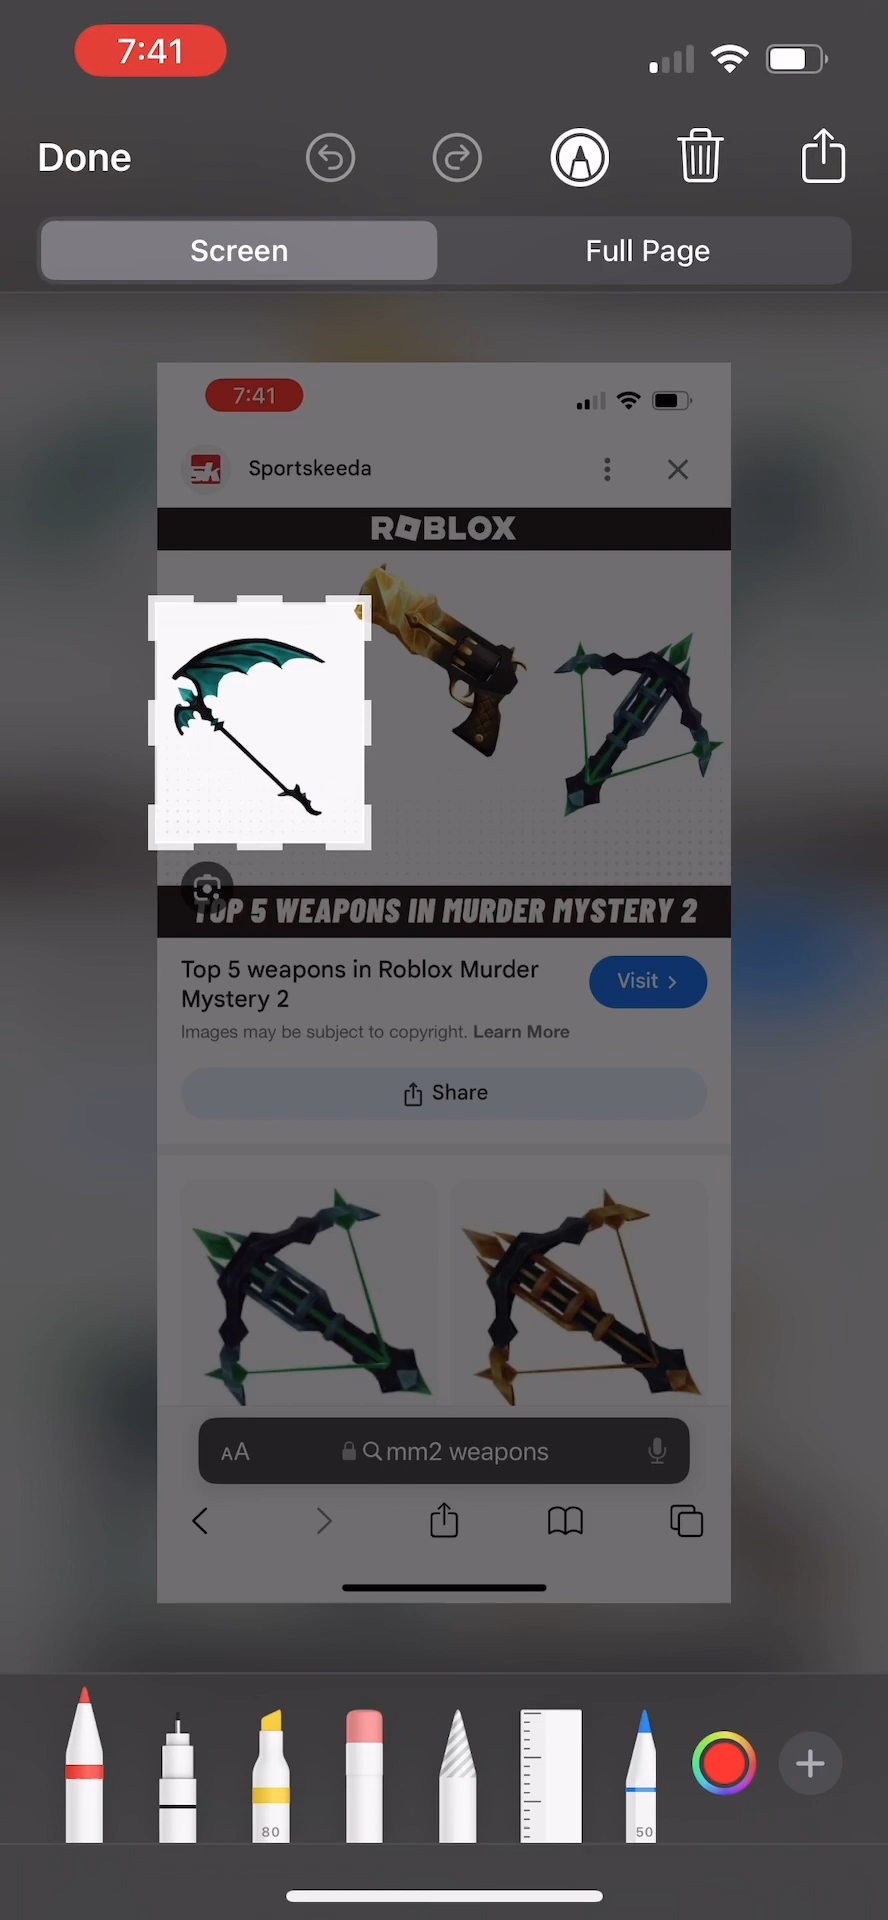 7:41
Done
Screen
Full Page
7:41
Sportskeeda
ROBLOX
TOP 5 WEAPONS IN MURDER MYSTERY 2
Top 5 weapons in Roblox Murder
Mystery 2
Visit
Images may be subject to copyright. Learn More
Share
AA
mm2 weapons
80
50